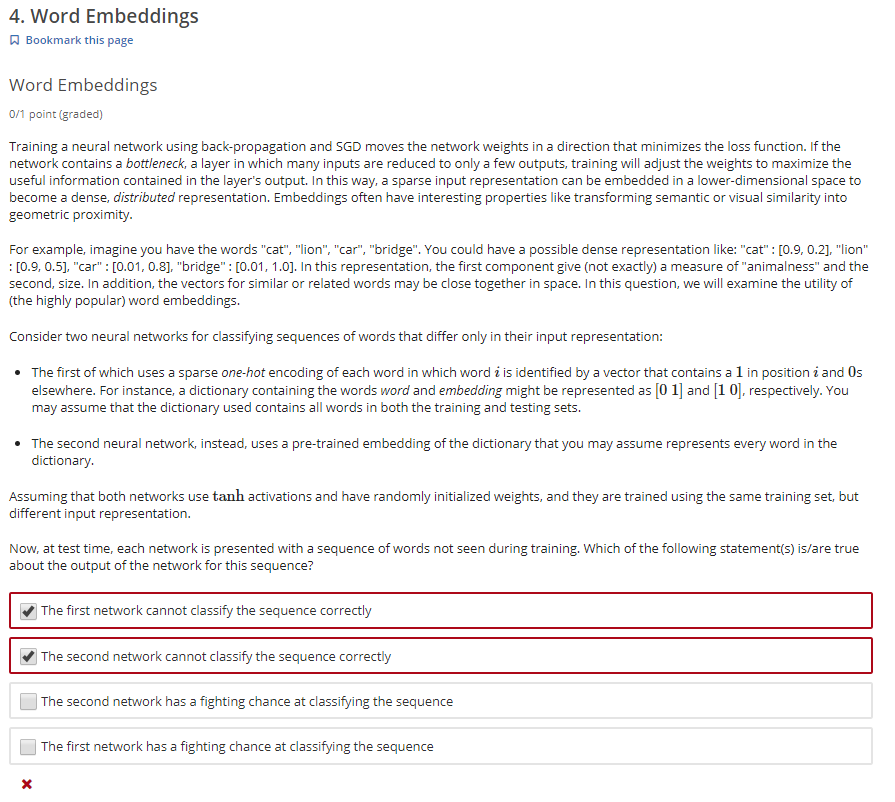 4. Word Embeddings
Bookmark this page
Word Embeddings
0/1 point (graded)
Training a neural network using back-propagation and SGD moves the network weights in a direction that minimizes the loss function. If the
network contains a bottleneck, a layer in which many inputs are reduced to only a few outputs, training will adjust the weights to maximize the
useful information contained in the layer's output. In this way, a sparse input representation can be embedded in a lower-dimensional space to
become a dense, distributed representation. Embeddings often have interesting properties like transforming semantic or visual similarity into
geometric proximity.
For example, imagine you have the words "cat", "lion", "car", "bridge". You could have a possible dense representation like: "cat" : [0.9, 0.2], "lion"
: [0.9, 0.5], "car" : [0.01, 0.8], "bridge" : [0.01, 1.0]. In this representation, the first component give (not exactly) a measure of "animalness" and the
second, size. In addition, the vectors for similar or related words may be close together in space. In this question, we will examine the utility of
(the highly popular) word embeddings.
Consider two neural networks for classifying sequences of words that differ only in their input representation:
• The first of which uses a sparse one-hot encoding of each word in which word i is identified by a vector that contains a 1 in position i and 0s
elsewhere. For instance, a dictionary containing the words word and embedding might be represented as [0 1] and [1 0], respectively. You
may assume that the dictionary used contains all words in both the training and testing sets.
• The second neural network, instead, uses a pre-trained embedding of the dictionary that you may assume represents every word in the
dictionary.
Assuming that both networks use tanh activations and have randomly initialized weights, and they are trained using the same training set, but
different input representation.
Now, at test time, each network is presented with a sequence of words not seen during training. Which of the following statement(s) is/are true
about the output of the network for this sequence?
The first network cannot classify the sequence correctly
The second network cannot classify the sequence correctly
The second network has a fighting chance at classifying the sequence
The first network has a fighting chance at classifying the sequence